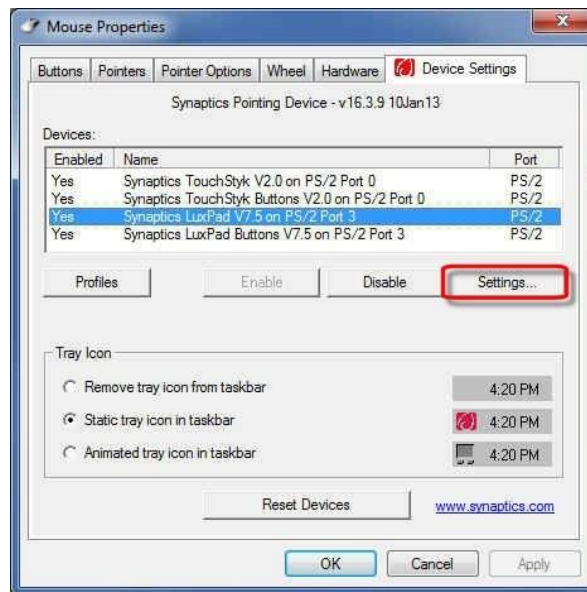 Mouse Properties
Buttons Pointers Pointer Options Wheel Hardware Device Settings
Synaptics Pointing Device - v16.3.9 10Jan13
Devices:
Enabled Name Port
Yes Synaptics TouchStyk V2.0 on PS/2 Port 0 PS/2
Yes Synaptics TouchStyk Buttons V2.0 on PS/2 Port 0 PS/2
Yes Synaptics LuxPad V7.5 on PS/2 Port 3 PS/2
Yes Synaptics LuxPad Buttons V7.5 on PS/2 Port 3 PS/2
Profiles Enable Disable Settings...
Tray Icon
Remove tray icon from taskbar 4:20 PM
Static tray icon in taskbar 4:20 PM
Animated tray icon in taskbar 4:20 PM
Reset Devices www.synaptics.com
OK Cancel Apply